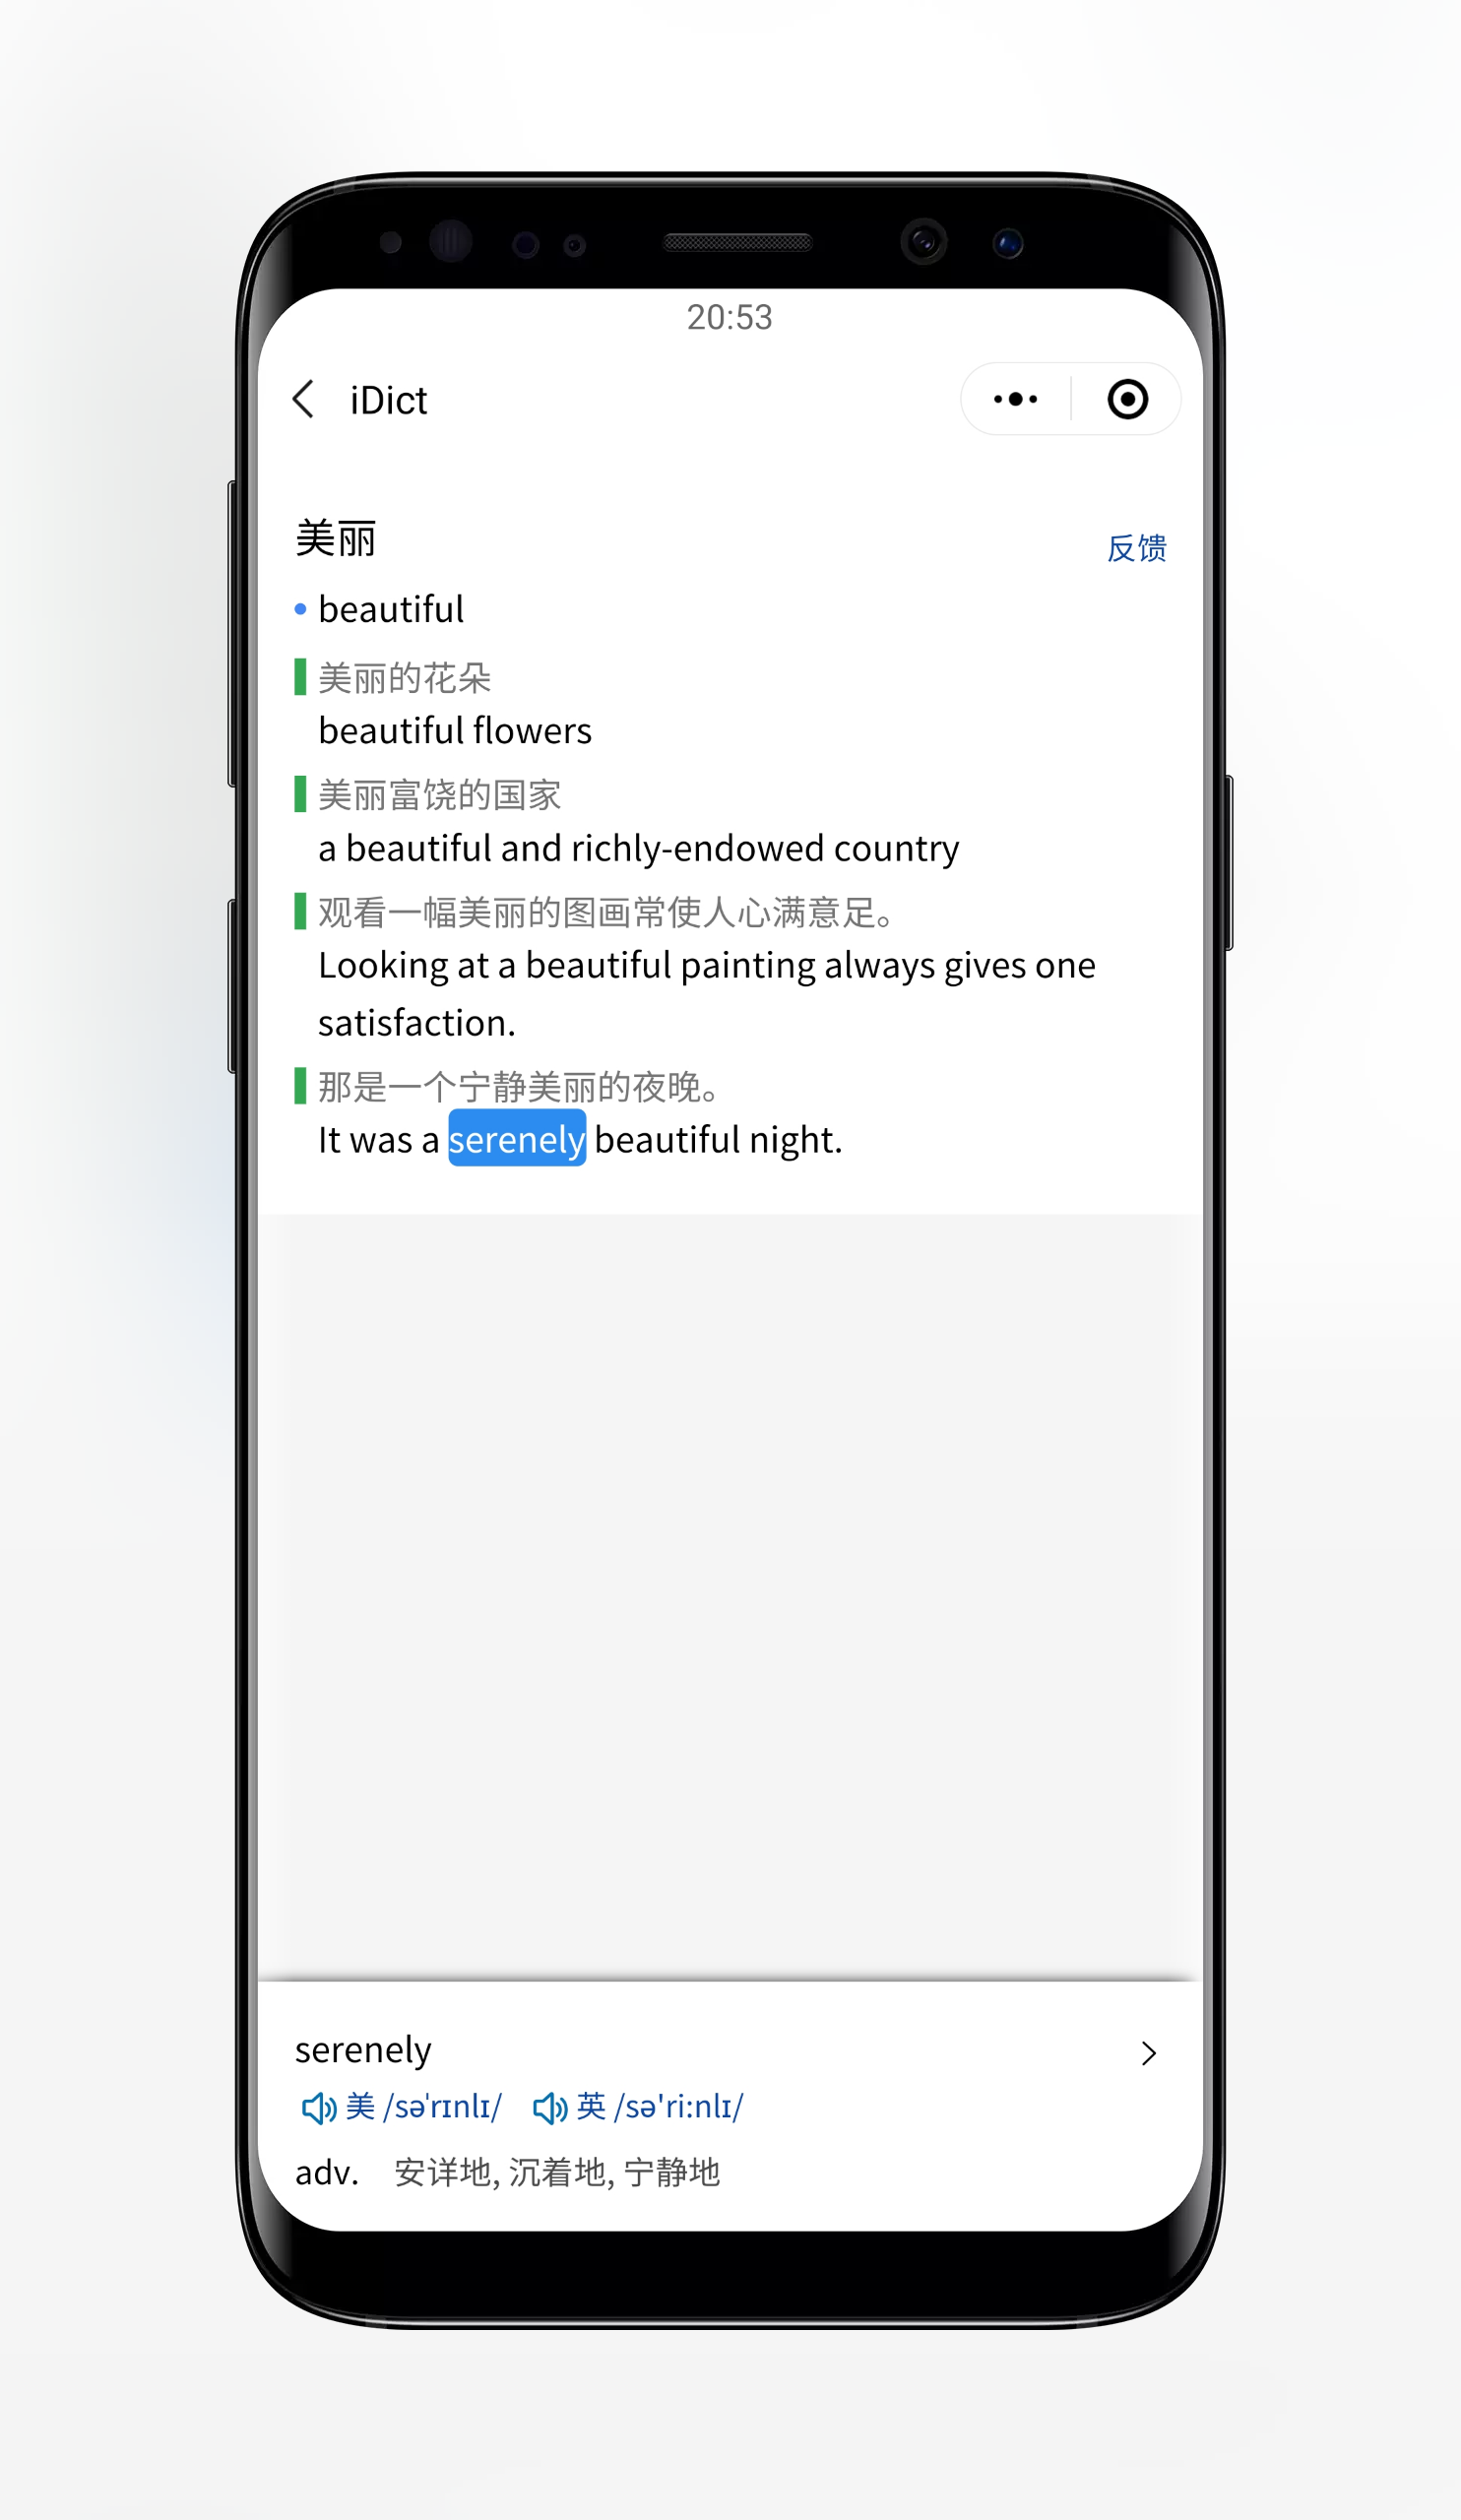 20:53
iDict
美丽
反馈
beautiful
美丽的花朵
beautiful flowers
美丽富饶的国家
a beautiful and richly-endowed country
观看一幅美丽的图画常使人心满意足。
Looking at a beautiful painting always gives one
satisfaction.
那是一个宁静美丽的夜晚。
It was a serenely beautiful night.
serenely
美 /səˈrɪnlɪ/ 英 /sə'ri:nlɪ/
adv. 安详地, 沉着地, 宁静地